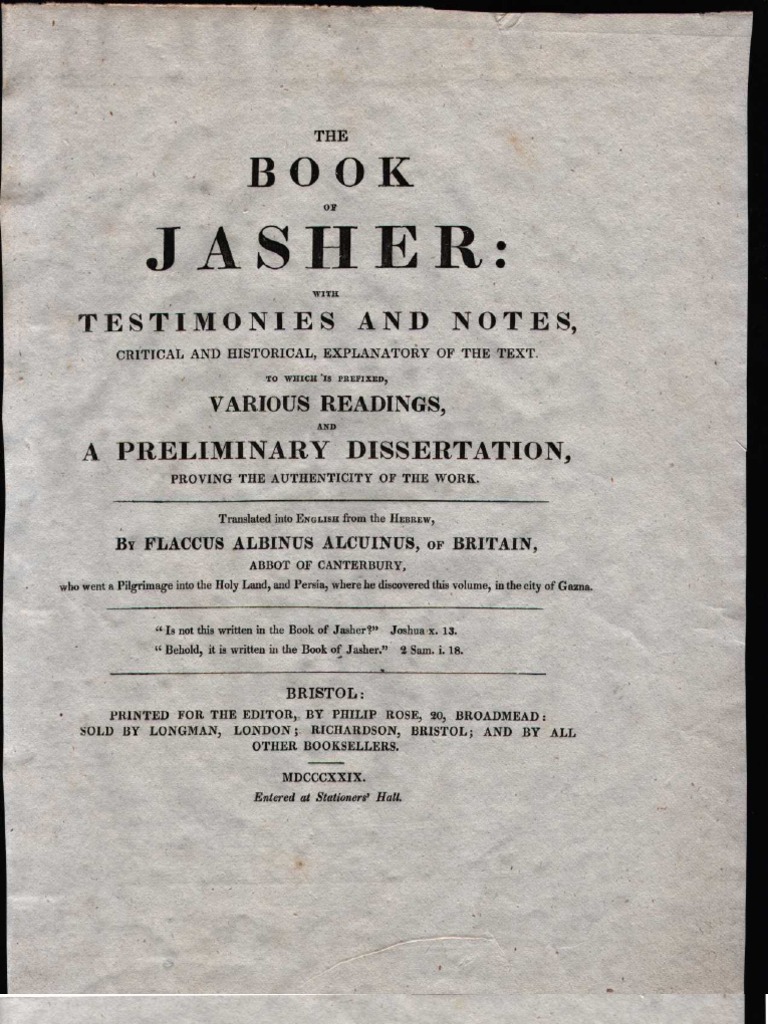 THE
BOOK
OF
JASHER:
WITH
TESTIMONIES AND NOTES,
CRITICAL AND HISTORICAL, EXPLANATORY OF THE TEXT.
TO WHICH IS PREFIXED,
VARIOUS READINGS,
AND
A PRELIMINARY DISSERTATION,
PROVING THE AUTHENTICITY OF THE WORK.
Translated into ENGLISH from the HEBREW,
BY FLACCUS ALBINUS ALCUINUS, OF BRITAIN,
ABBOT OF CANTERBURY,
who went a Pilgrimage into the Holy Land, and Persia, where he discovered this volume, in the city of Gazna.
"Is not this written in the Book of Jasher?" Joshua x. 13.
"Behold, it is written in the Book of Jasher." 2 Sam. i. 18.
BRISTOL:
PRINTED FOR THE EDITOR, BY PHILIP ROSE, 20, BROADMEAD:
SOLD BY LONGMAN, LONDON; RICHARDSON, BRISTOL; AND BY ALL
OTHER BOOKSELLERS.
MDCCCXXIX.
Entered at Stationers' Hall.